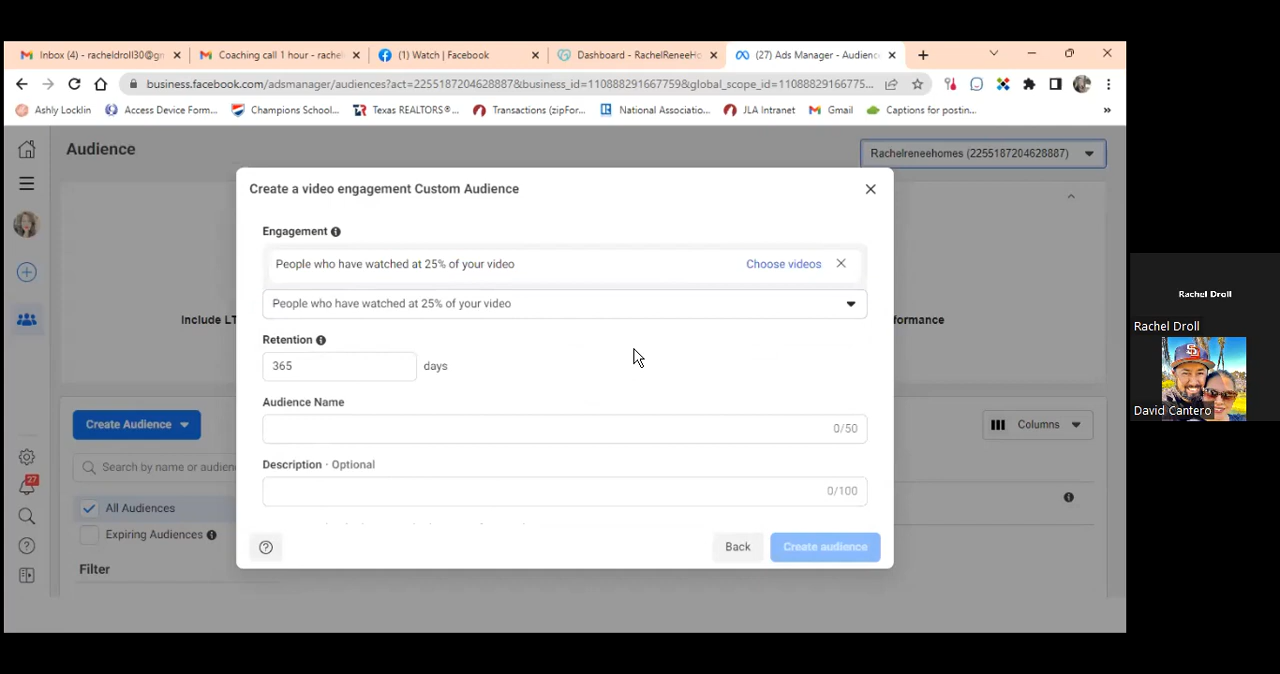 Inbox (4) - racheldroll30@gm
Coaching call 1 hour - rache
(1) Watch | Facebook
Dashboard - RachelReneeHo
(27) Ads Manager - Audienc
business.facebook.com/adsmanager/audiences?act=2255187204628887&business_id=110888291667759&global_scope_id=110888291667775...
Ashly Locklin
Access Device Form...
Champions School...
Texas REALTORS® ...
Transactions (zipFor...
National Associatio...
JLA Intranet
Gmail
Captions for postin...
»
Audience
Rachelreneehomes (2255187204628887)
Create a video engagement Custom Audience
Engagement
People who have watched at 25% of your video
Choose videos
People who have watched at 25% of your video
Include LT
formance
Retention
365
days
Audience Name
0/50
Description · Optional
0/100
Create Audience
Columns
Search by name or audien
All Audiences
Expiring Audiences
Filter
27
Back
Create audience
Rachel Droll
Rachel Droll
David Cantero